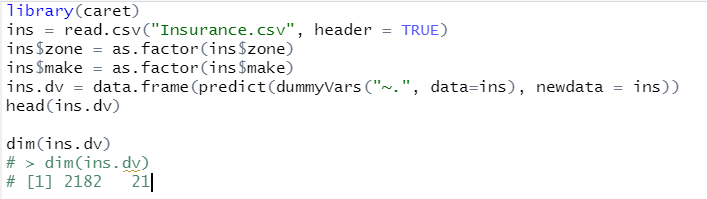 library(caret)
ins = read.csv("Insurance.csv", header = TRUE)
ins$zone = as.factor(ins$zone)
ins$make = as.factor(ins$make)
ins.dv = data.frame(predict(dummyVars("~.", data=ins), newdata = ins))
head(ins.dv)
dim(ins.dv)
# > dim(ins.dv)
# [1] 2182   21